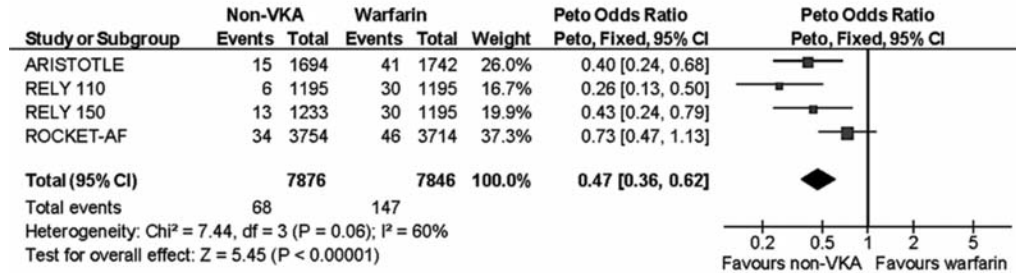 Non-VKA Warfarin Peto Odds Ratio Peto Odds Ratio
Study or Subgroup Events Total Events Total Weight Peto, Fixed, 95% CI Peto, Fixed, 95% CI
ARISTOTLE 15 1694 41 1742 26.0% 0.40 [0.24, 0.68]
RELY 110 6 1195 30 1195 16.7% 0.26 [0.13, 0.50]
RELY 150 13 1233 30 1195 19.9% 0.43 [0.24, 0.79]
ROCKET-AF 34 3754 46 3714 37.3% 0.73 [0.47, 1.13]
Total (95% CI) 7876 7846 100.0% 0.47 [0.36, 0.62]
Total events 68 147
Heterogeneity: Chi² = 7.44, df = 3 (P = 0.06); I² = 60%
Test for overall effect: Z = 5.45 (P < 0.00001)
0.2 0.5 1 2 5
Favours non-VKA Favours warfarin